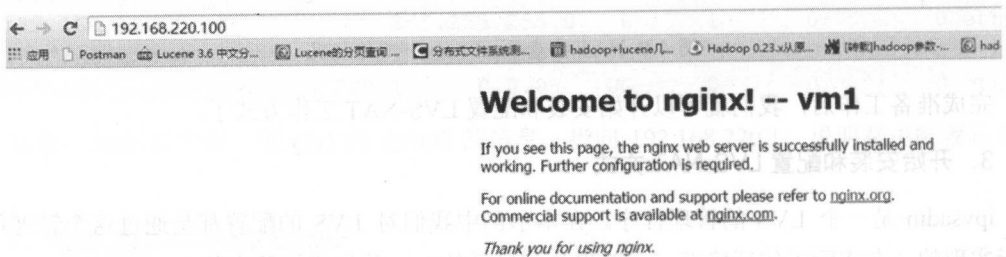 192.168.220.100
应用 Postman Lucene 3.6 中文分... Lucene的分页查询 ... 分布式文件系统测... hadoop+lucene几... Hadoop 0.23.x从原... [转载]hadoop参数-... had
Welcome to nginx! -- vm1
If you see this page, the nginx web server is successfully installed and
working. Further configuration is required.
For online documentation and support please refer to nginx.org.
Commercial support is available at nginx.com.
Thank you for using nginx.